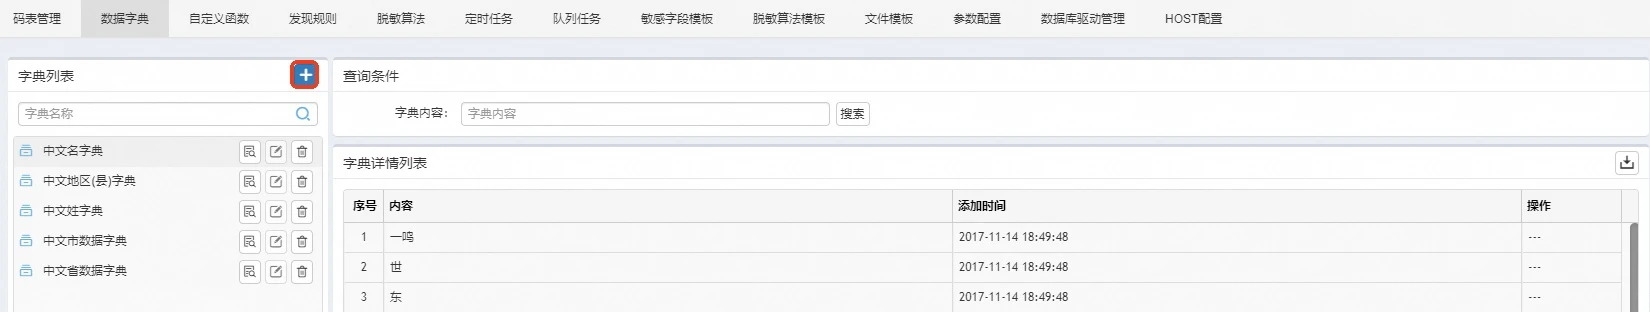 码表管理 数据字典 自定义函数 发现规则 脱敏算法 定时任务 队列任务 敏感字段模板 脱敏算法模板 文件模板 参数配置 数据库驱动管理 HOST配置
字典列表
字典名称
中文名字典
中文地区(县)字典
中文姓字典
中文市数据字典
中文省数据字典
查询条件
字典内容: 字典内容 搜索
字典详情列表
序号 内容 添加时间 操作
1 一鸣 2017-11-14 18:49:48 ---
2 世 2017-11-14 18:49:48 ---
3 东 2017-11-14 18:49:48 ---